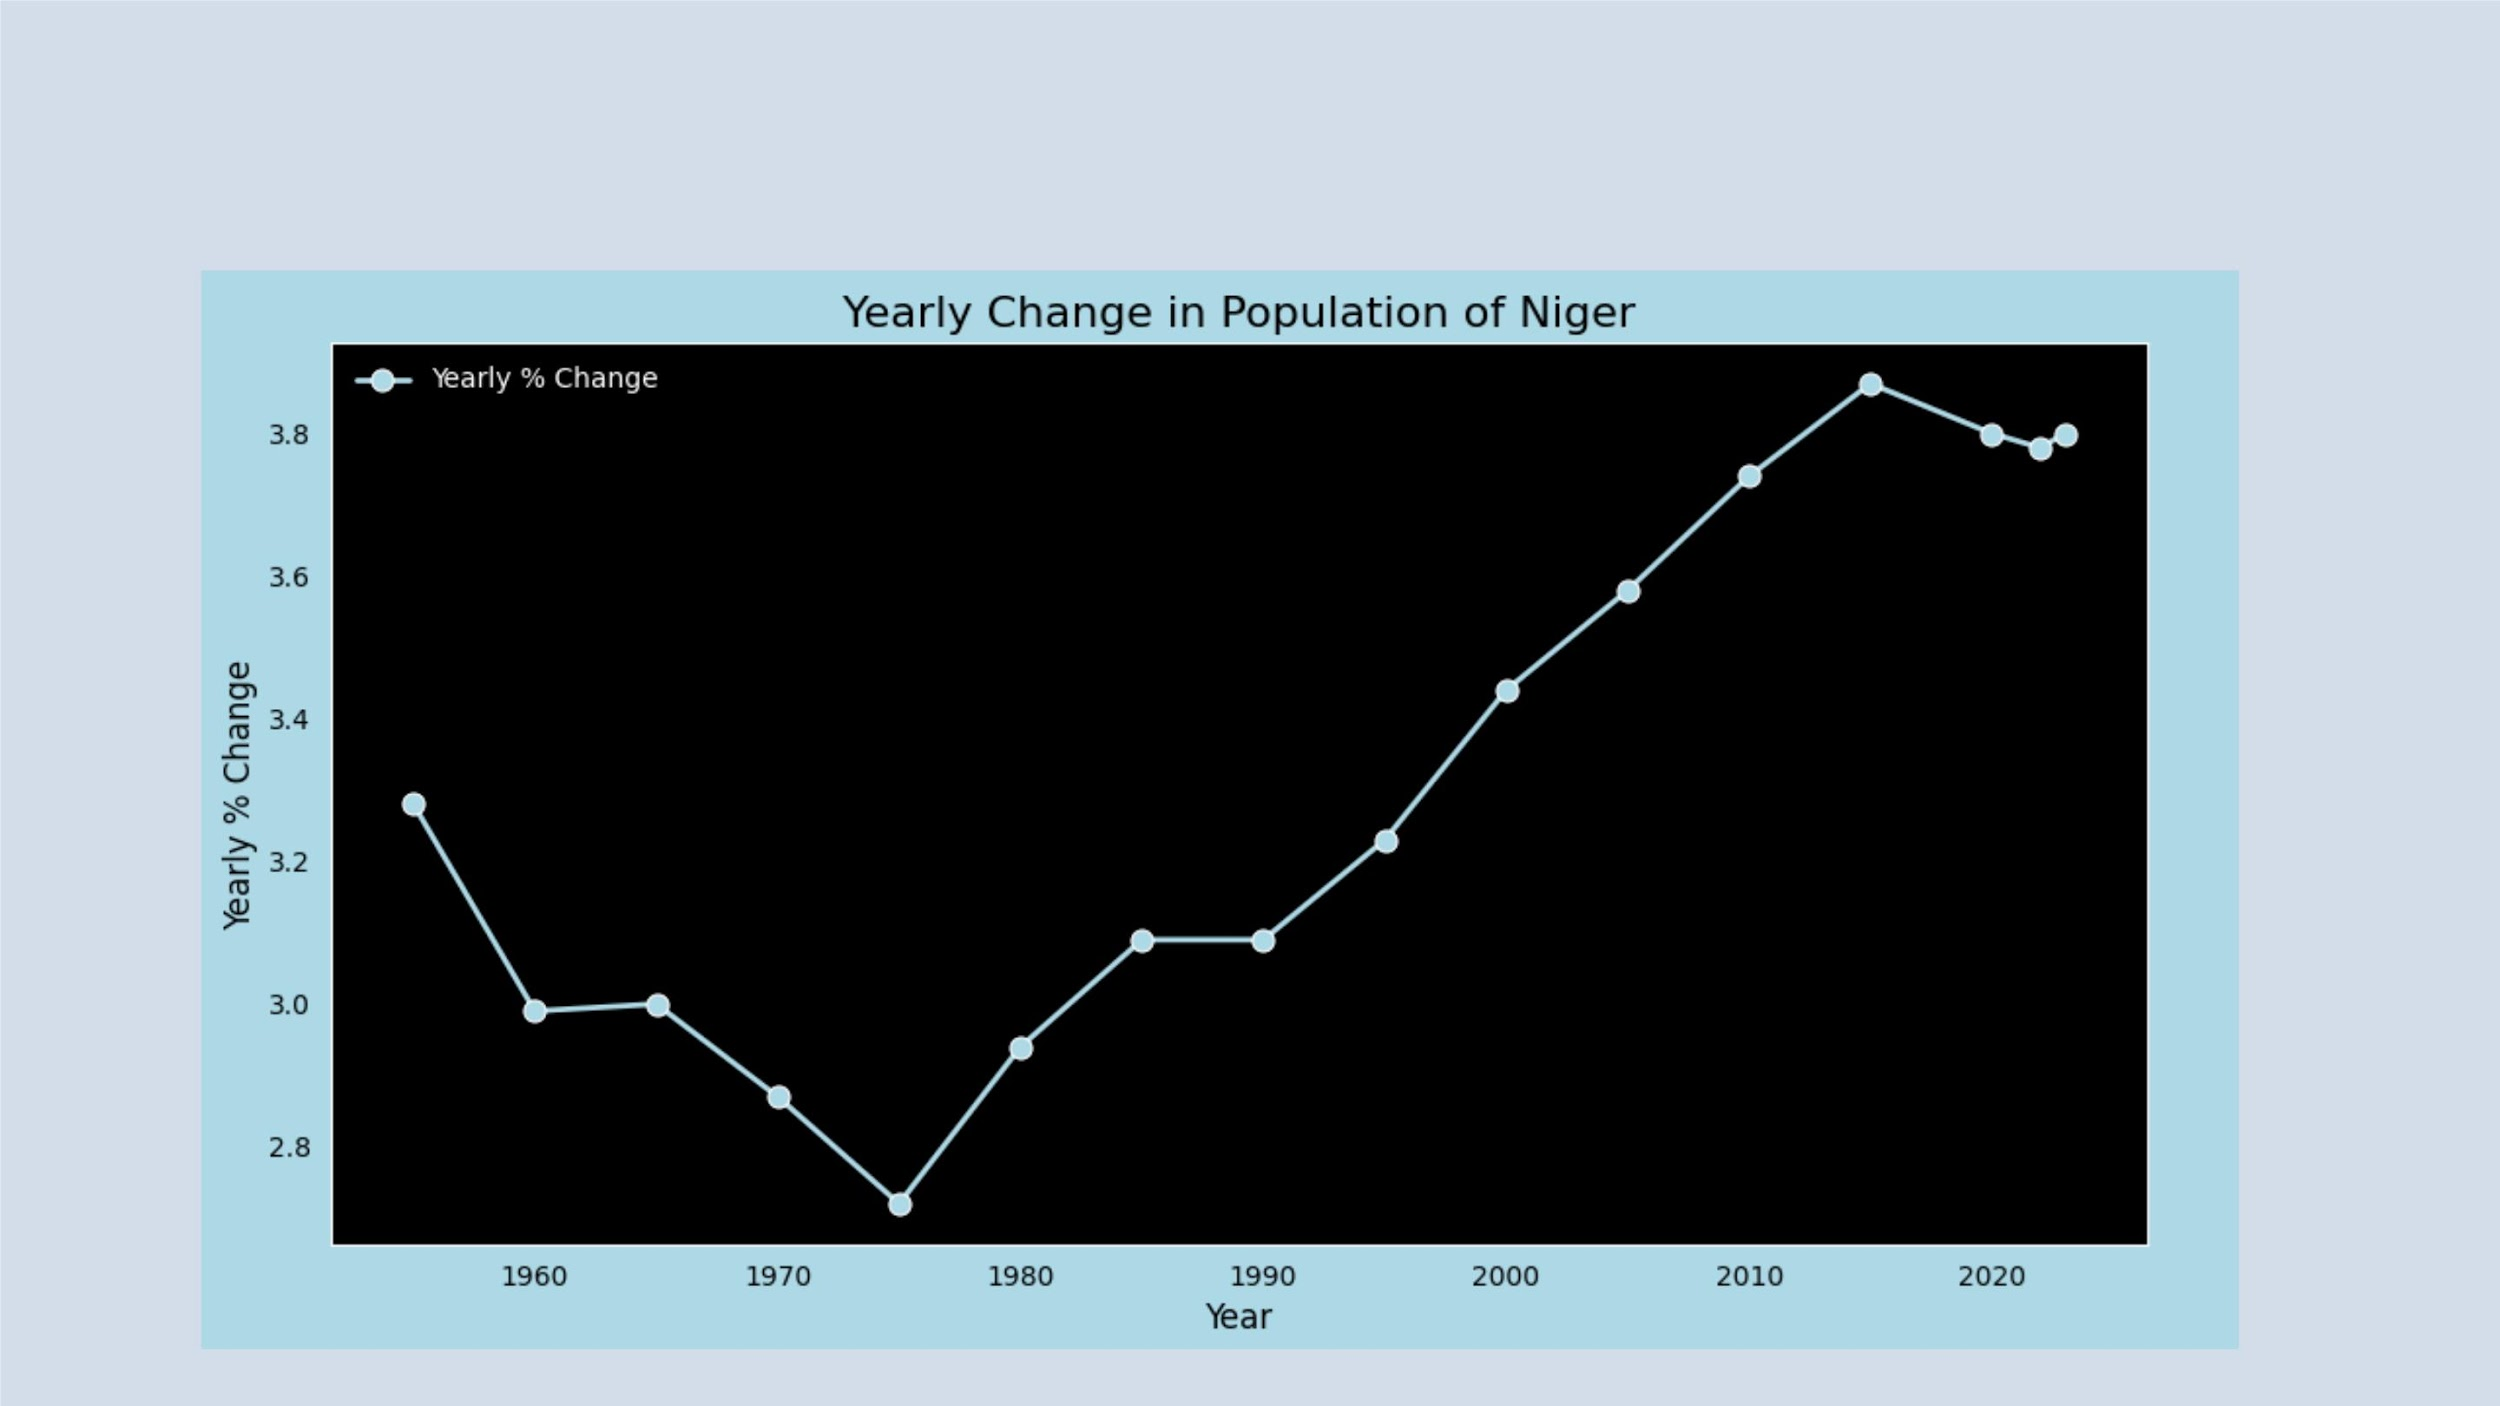 Yearly Change in Population of Niger
Yearly % Change
3.8
3.6
3.4
3.2
3.0
2.8
Yearly % Change
1960 1970 1980 1990 2000 2010 2020
Year